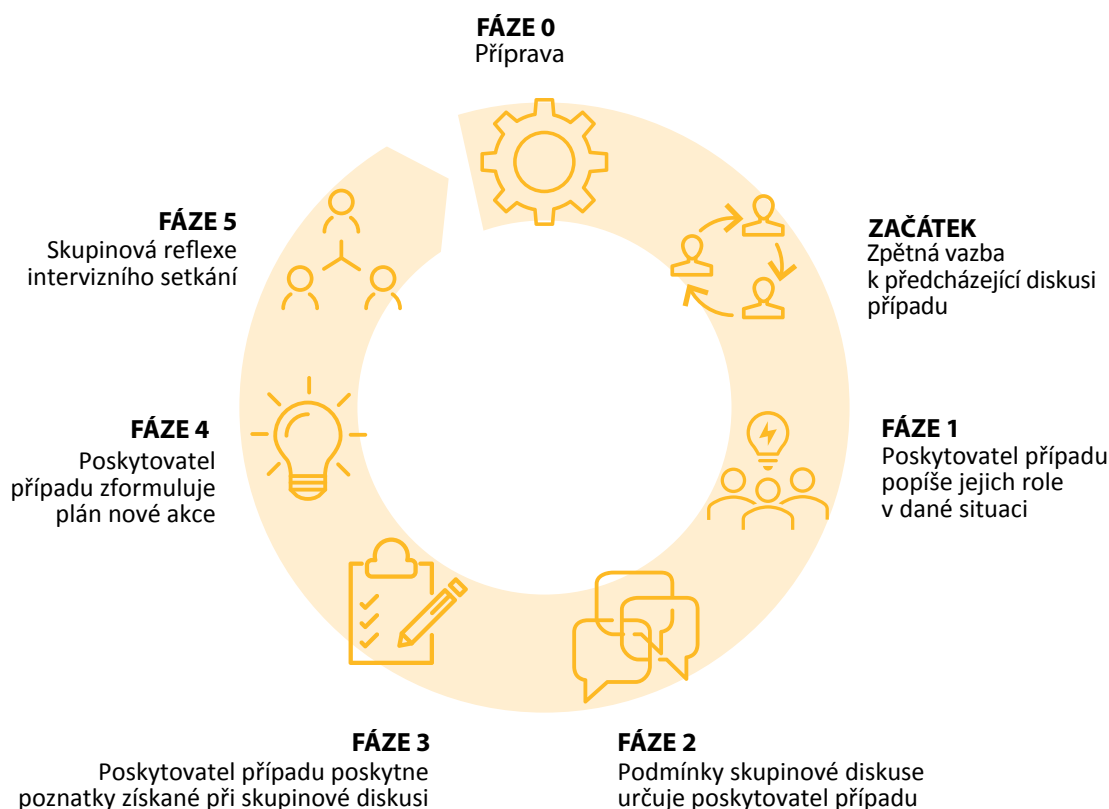 FÁZE 0
Příprava
ZAČÁTEK
Zpětná vazba
k předcházející diskusi
případu
FÁZE 1
Poskytovatel případu
popíše jejich role
v dané situaci
FÁZE 2
Podmínky skupinové diskuse
určuje poskytovatel případu
FÁZE 3
Poskytovatel případu poskytne
poznatky získané při skupinové diskusi
FÁZE 4
Poskytovatel
případu zformuluje
plán nové akce
FÁZE 5
Skupinová reflexe
intervizního setkání